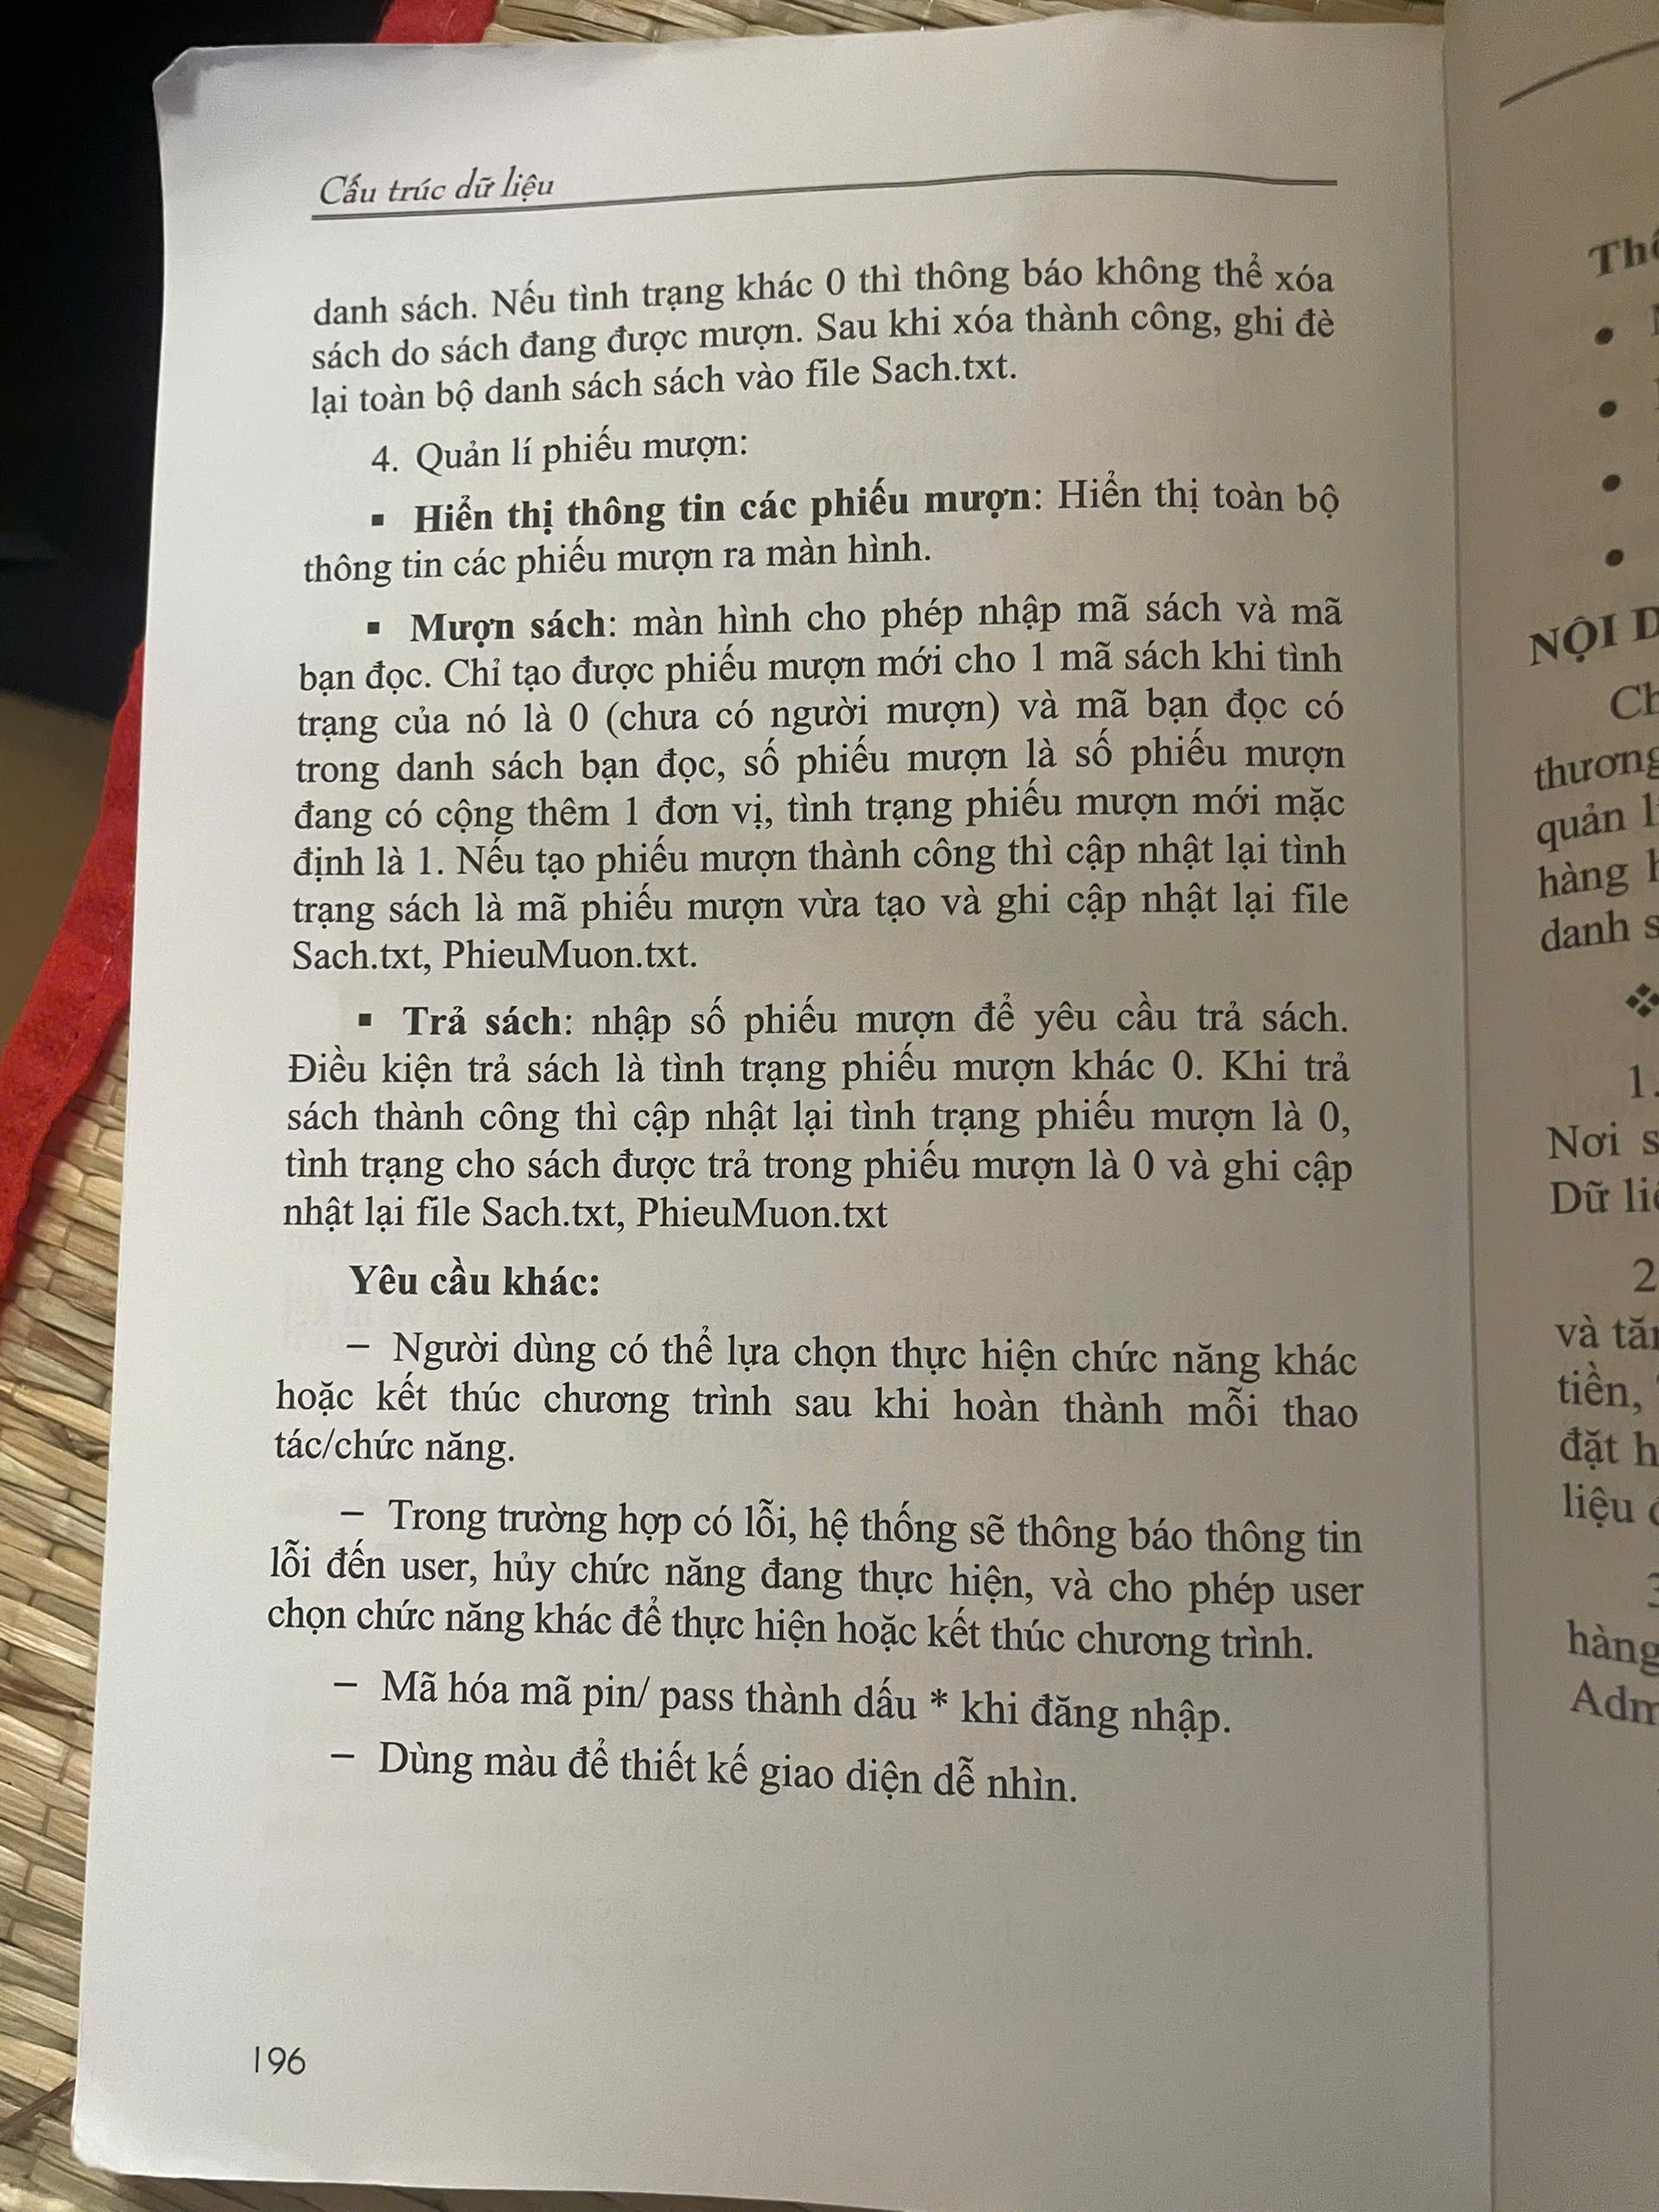 Cấu trúc dữ liệu
danh sách. Nếu tình trạng khác 0 thì thông báo không thể xóa
sách do sách đang được mượn. Sau khi xóa thành công, ghi đè
lại toàn bộ danh sách sách vào file Sach.txt.
4. Quản lí phiếu mượn:
▪ Hiển thị thông tin các phiếu mượn: Hiển thị toàn bộ
thông tin các phiếu mượn ra màn hình.
▪ Mượn sách: màn hình cho phép nhập mã sách và mã
bạn đọc. Chỉ tạo được phiếu mượn mới cho 1 mã sách khi tình
trạng của nó là 0 (chưa có người mượn) và mã bạn đọc có
trong danh sách bạn đọc, số phiếu mượn là số phiếu mượn
đang có cộng thêm 1 đơn vị, tình trạng phiếu mượn mới mặc
định là 1. Nếu tạo phiếu mượn thành công thì cập nhật lại tình
trạng sách là mã phiếu mượn vừa tạo và ghi cập nhật lại file
Sach.txt, PhieuMuon.txt.
▪ Trả sách: nhập số phiếu mượn để yêu cầu trả sách.
Điều kiện trả sách là tình trạng phiếu mượn khác 0. Khi trả
sách thành công thì cập nhật lại tình trạng phiếu mượn là 0,
tình trạng cho sách được trả trong phiếu mượn là 0 và ghi cập
nhật lại file Sach.txt, PhieuMuon.txt
Yêu cầu khác:
– Người dùng có thể lựa chọn thực hiện chức năng khác
hoặc kết thúc chương trình sau khi hoàn thành mỗi thao
tác/chức năng.
– Trong trường hợp có lỗi, hệ thống sẽ thông báo thông tin
lỗi đến user, hủy chức năng đang thực hiện, và cho phép user
chọn chức năng khác để thực hiện hoặc kết thúc chương trình.
– Mã hóa mã pin/ pass thành dấu * khi đăng nhập.
– Dùng màu để thiết kế giao diện dễ nhìn.
196
NỘI
thương
quản
hàng
danh
1.
Nơi
Dữ
2
và
tiền,
đặt
liệu
hàng